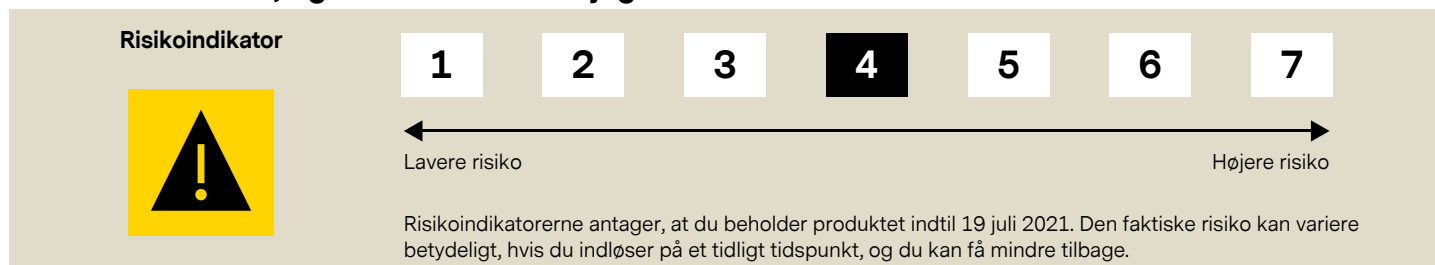 Risikoindikator
1 2 3 4 5 6 7
Lavere risiko Højere risiko
Risikoindikatorerne antager, at du beholder produktet indtil 19 juli 2021. Den faktiske risiko kan variere
betydeligt, hvis du indløser på et tidligt tidspunkt, og du kan få mindre tilbage.